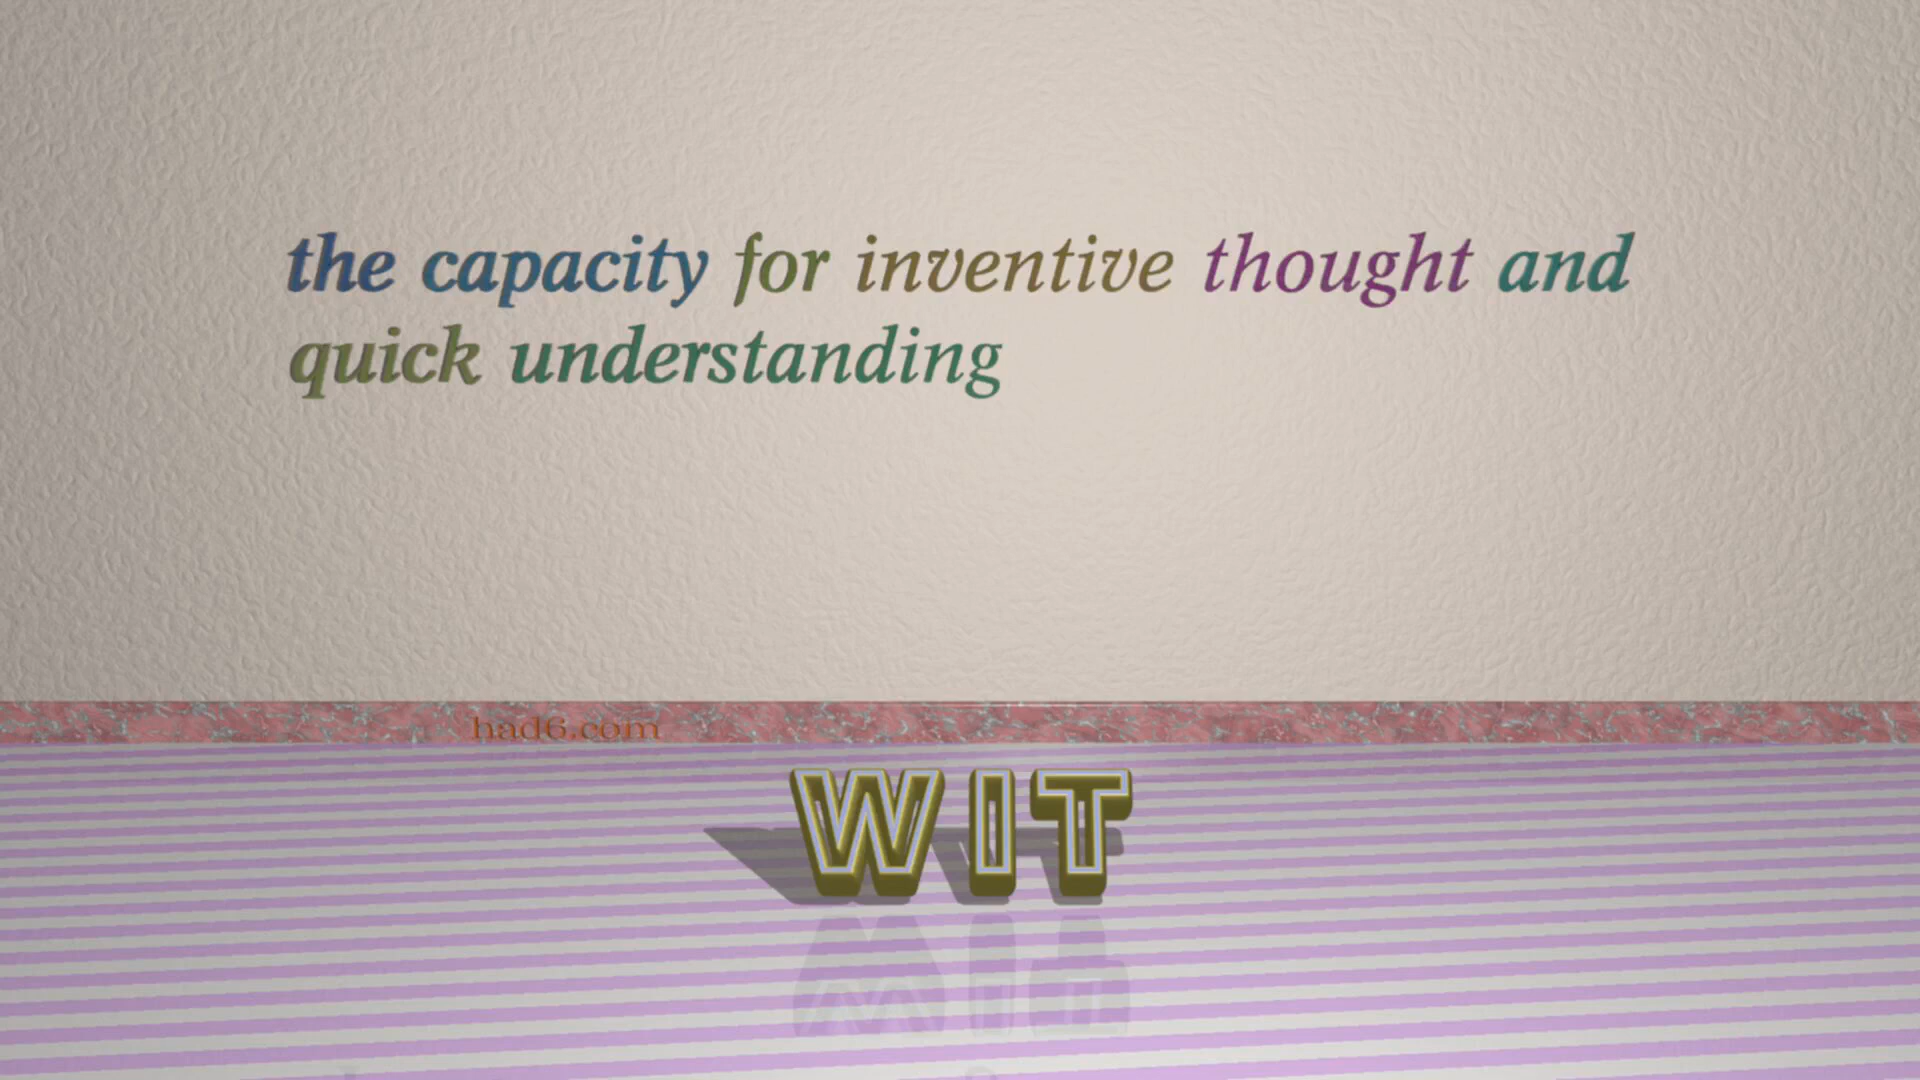 the capacity for inventive thought and
quick understanding
had6.com
WIT